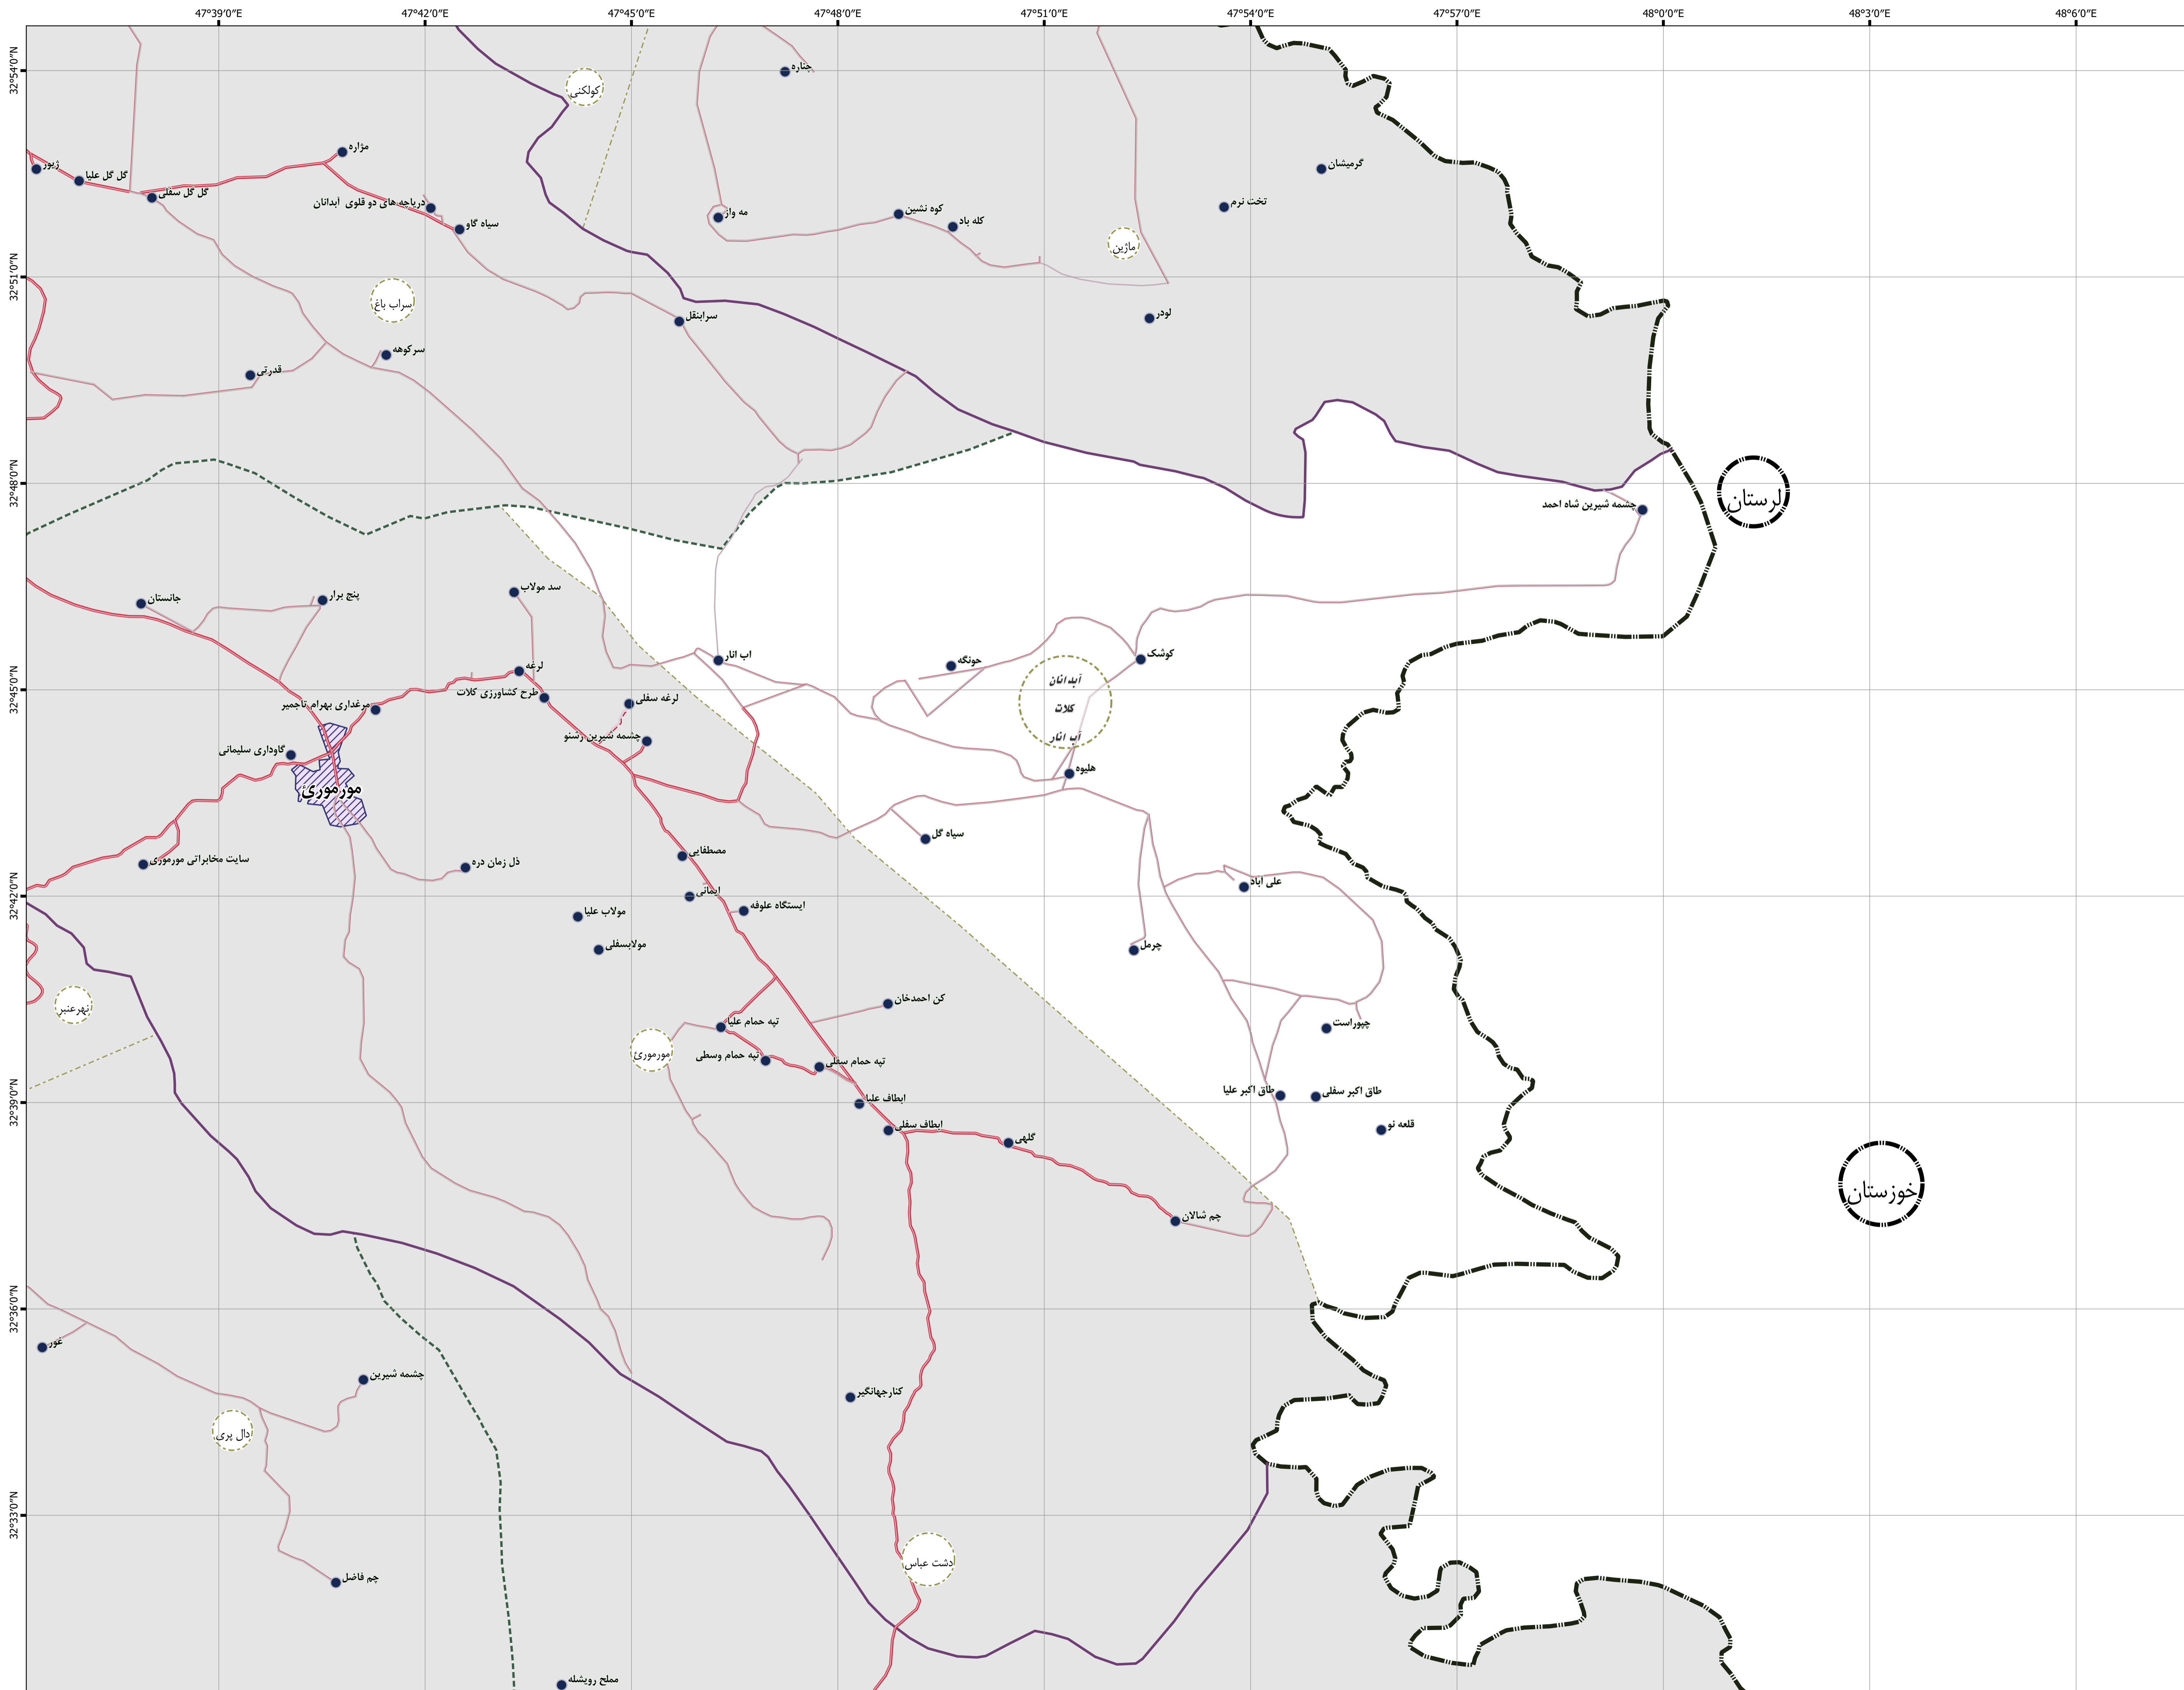 47°39'0"E
47°42'0"E
47°45'0"E
47°48'0"E
47°51'0"E
47°54'0"E
47°57'0"E
48°0'0"E
48°3'0"E
48°6'0"E
32°54'0"N
32°51'0"N
32°48'0"N
32°45'0"N
32°42'0"N
32°39'0"N
32°36'0"N
32°33'0"N
چناره
کولکنی
مژاره
ژیور
گل گل علیا
گل گل سفلی
گرمیشان
تخت نرم
دریاچه های دو قلوی آبدانان
سیاه گاو
مه واز
کوه نشین
کله باد
ماژین
سراب باغ
سرابنقل
لودر
سرکوهه
قدرتی
لرستان
چشمه شیرین شاه احمد
جانستان
پنج برار
سد مولاب
اب انار
حونگه
کوشک
لرغه
طرح کشاورزی کلات
آبدانان
کلات
آب انار
مرغداری بهرام تاجمیر
لرغه سفلی
چشمه شیرین رشنو
گاوداری سلیمانی
هلیوه
مورموری
سیاه گل
مصطفایی
سایت مخابراتی مورموری
ذل زمان دره
علی اباد
ایمانی
ایستگاه علوفه
مولاب علیا
مولابسفلی
چرمل
نهرعنبر
کن احمدخان
تپه حمام علیا
چیوراست
مورموری
تپه حمام وسطی
تپه حمام سفلی
طاق اکبر علیا
طاق اکبر سفلی
ابطاف علیا
ابطاف سفلی
قلعه نو
گلهی
خوزستان
چم شالان
غور
چشمه شیرین
کنارجهانگیر
دال پری
دشت عباس
چم فاضل
مملح رویشله